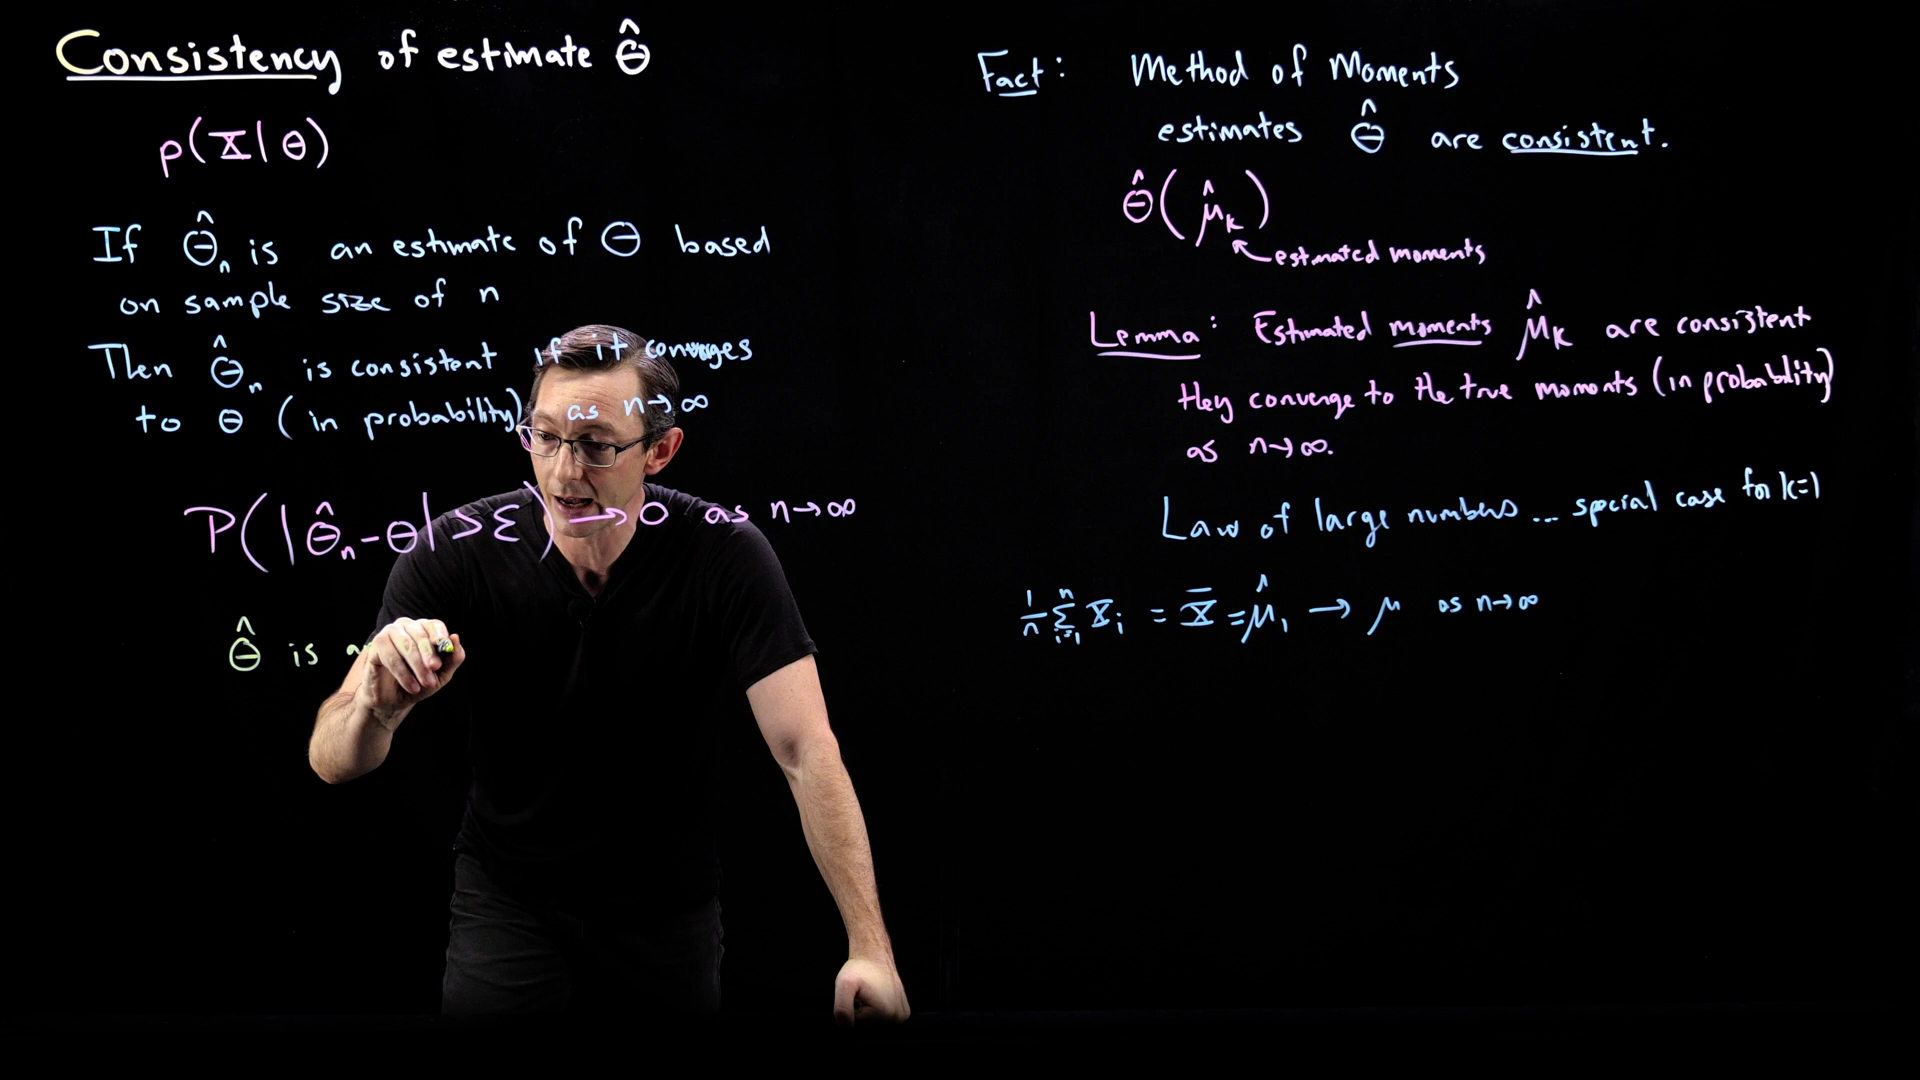 Consistency of estimate θ̂
p(X|θ)
If θ̂ₙ is an estimate of θ based
on sample size of n
Then θ̂ₙ is consistent if it converges
to θ (in probability) as n→∞
P(|θ̂ₙ-θ|>ε)→0 as n→∞
θ̂ is
Fact: Method of Moments
estimates θ̂ are consistent.
θ̂(μ̂ₖ)
estimated moments
Lemma: Estimated moments μ̂ₖ are consistent
they converge to the true moments (in probability)
as n→∞.
Law of large numbers... special case for k=1
1/n Σᵢ₌₁ⁿ Xᵢ = X̄ = μ̂₁ → μ as n→∞